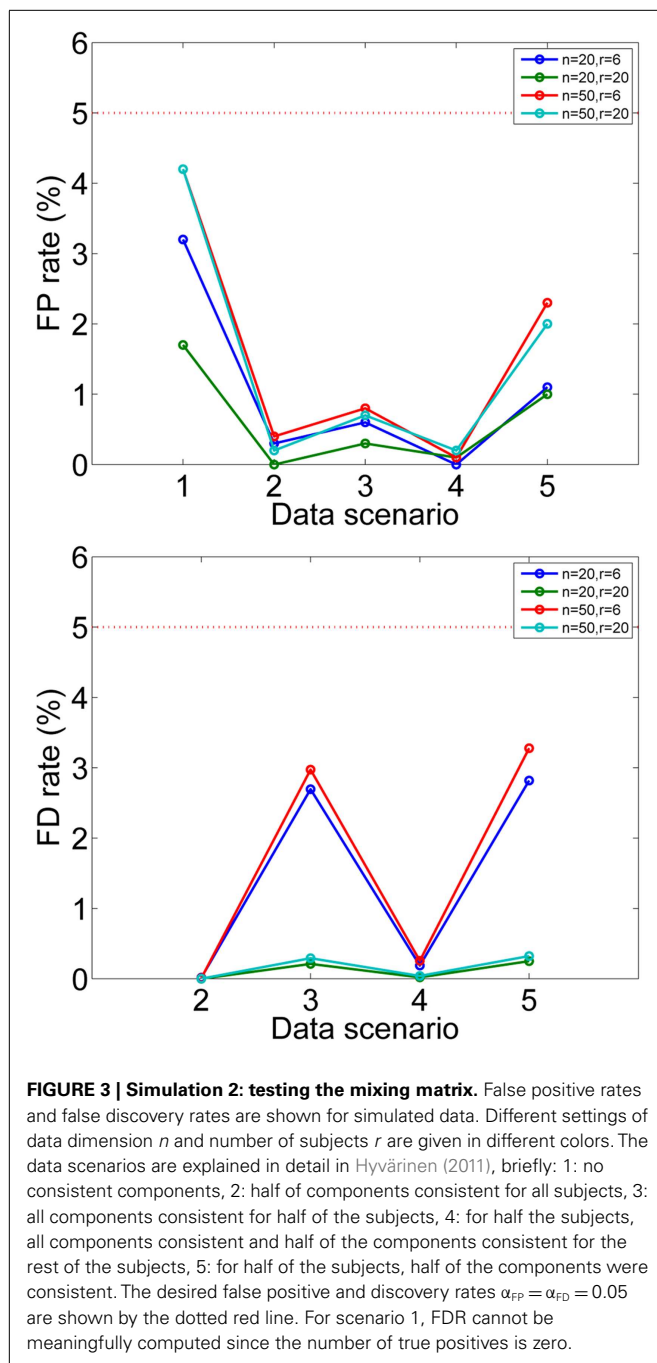 6
5
4
3
2
1
0
FP rate (%)
n=20,r=6
n=20,r=20
n=50,r=6
n=50,r=20
1 2 3 4 5
Data scenario
6
5
4
3
2
1
0
FD rate (%)
n=20,r=6
n=20,r=20
n=50,r=6
n=50,r=20
2 3 4 5
Data scenario
FIGURE 3 | Simulation 2: testing the mixing matrix. False positive rates
and false discovery rates are shown for simulated data. Different settings of
data dimension n and number of subjects r are given in different colors. The
data scenarios are explained in detail in Hyvärinen (2011), briefly: 1: no
consistent components, 2: half of components consistent for all subjects, 3:
all components consistent for half of the subjects, 4: for half the subjects,
all components consistent and half of the components consistent for the
rest of the subjects, 5: for half of the subjects, half of the components were
consistent. The desired false positive and discovery rates α_FP = α_FD = 0.05
are shown by the dotted red line. For scenario 1, FDR cannot be
meaningfully computed since the number of true positives is zero.